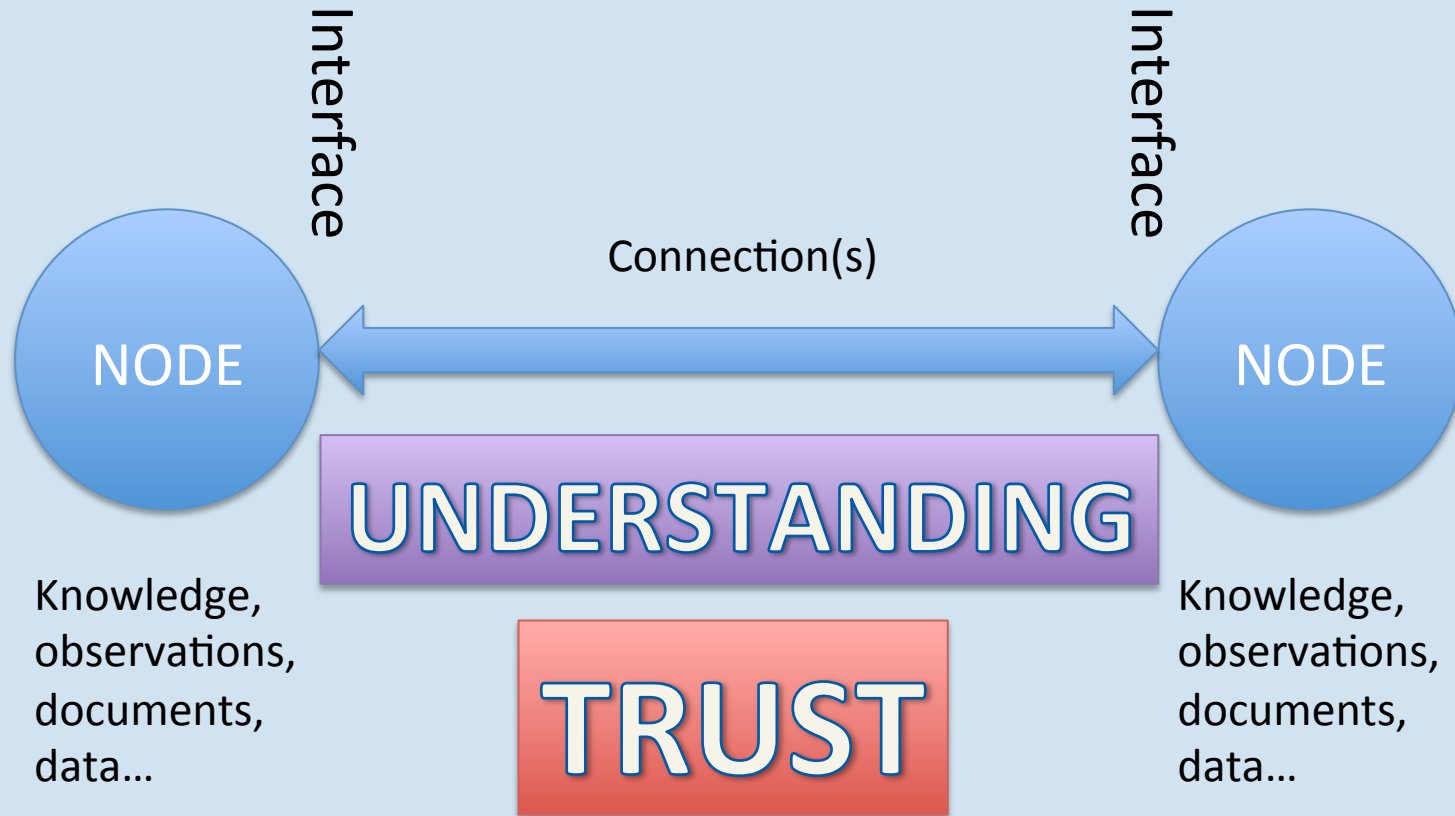 Interface
Interface
Connection(s)
NODE
NODE
UNDERSTANDING
Knowledge,
observations,
documents,
data...
TRUST
Knowledge,
observations,
documents,
data...